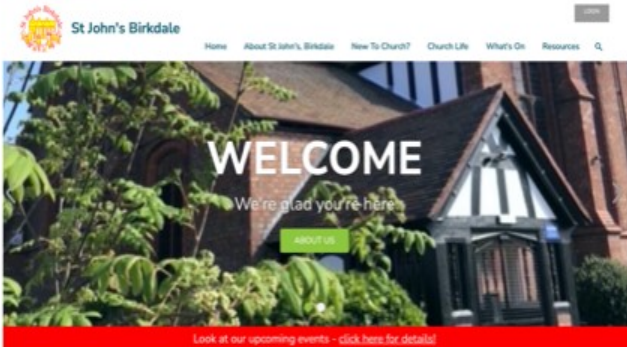 LOGIN
St John's Birkdale
Home About St John's, Birkdale New To Church? Church Life What's On Resources
WELCOME
We're glad you're here
ABOUT US
Look at our upcoming events - click here for details!